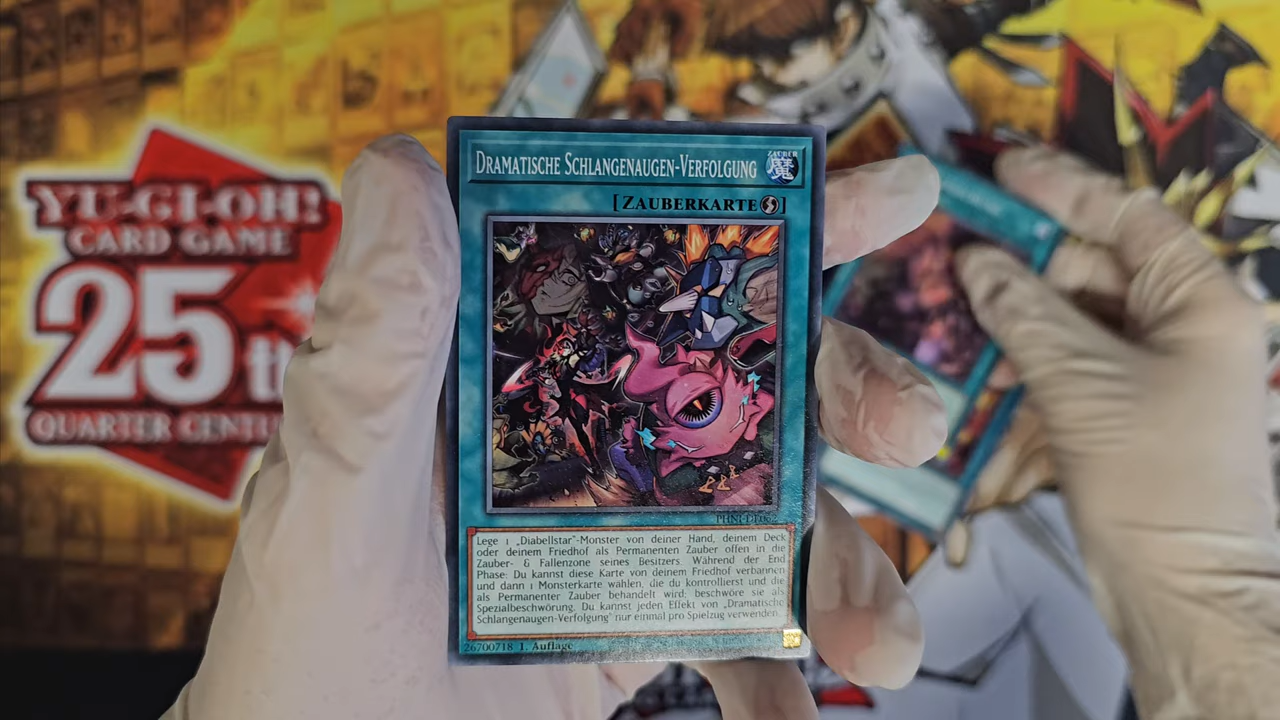 YU-GI-OH!
CARD GAME
25th
QUARTER
DRAMATISCHE SCHLANGENAUGEN-VERFOLGUNG
ZAUBER
魔
[ZAUBERKARTE]
Lege 1 „Diabellstar"-Monster von deiner Hand, deinem Deck
oder deinem Friedhof als Permanenten Zauber offen in die
Zauber- & Fallenzone seines Besitzers. Während der End
Phase: Du kannst diese Karte von deinem Friedhof verbannen
und dann 1 Monsterkarte wählen, die du kontrollierst und die
als Permanenter Zauber behandelt wird; beschwöre sie als
Spezialbeschwörung. Du kannst jeden Effekt von „Dramatische
Schlangenaugen-Verfolgung" nur einmal pro Spielzug verwenden.
26700718 1. Auflage